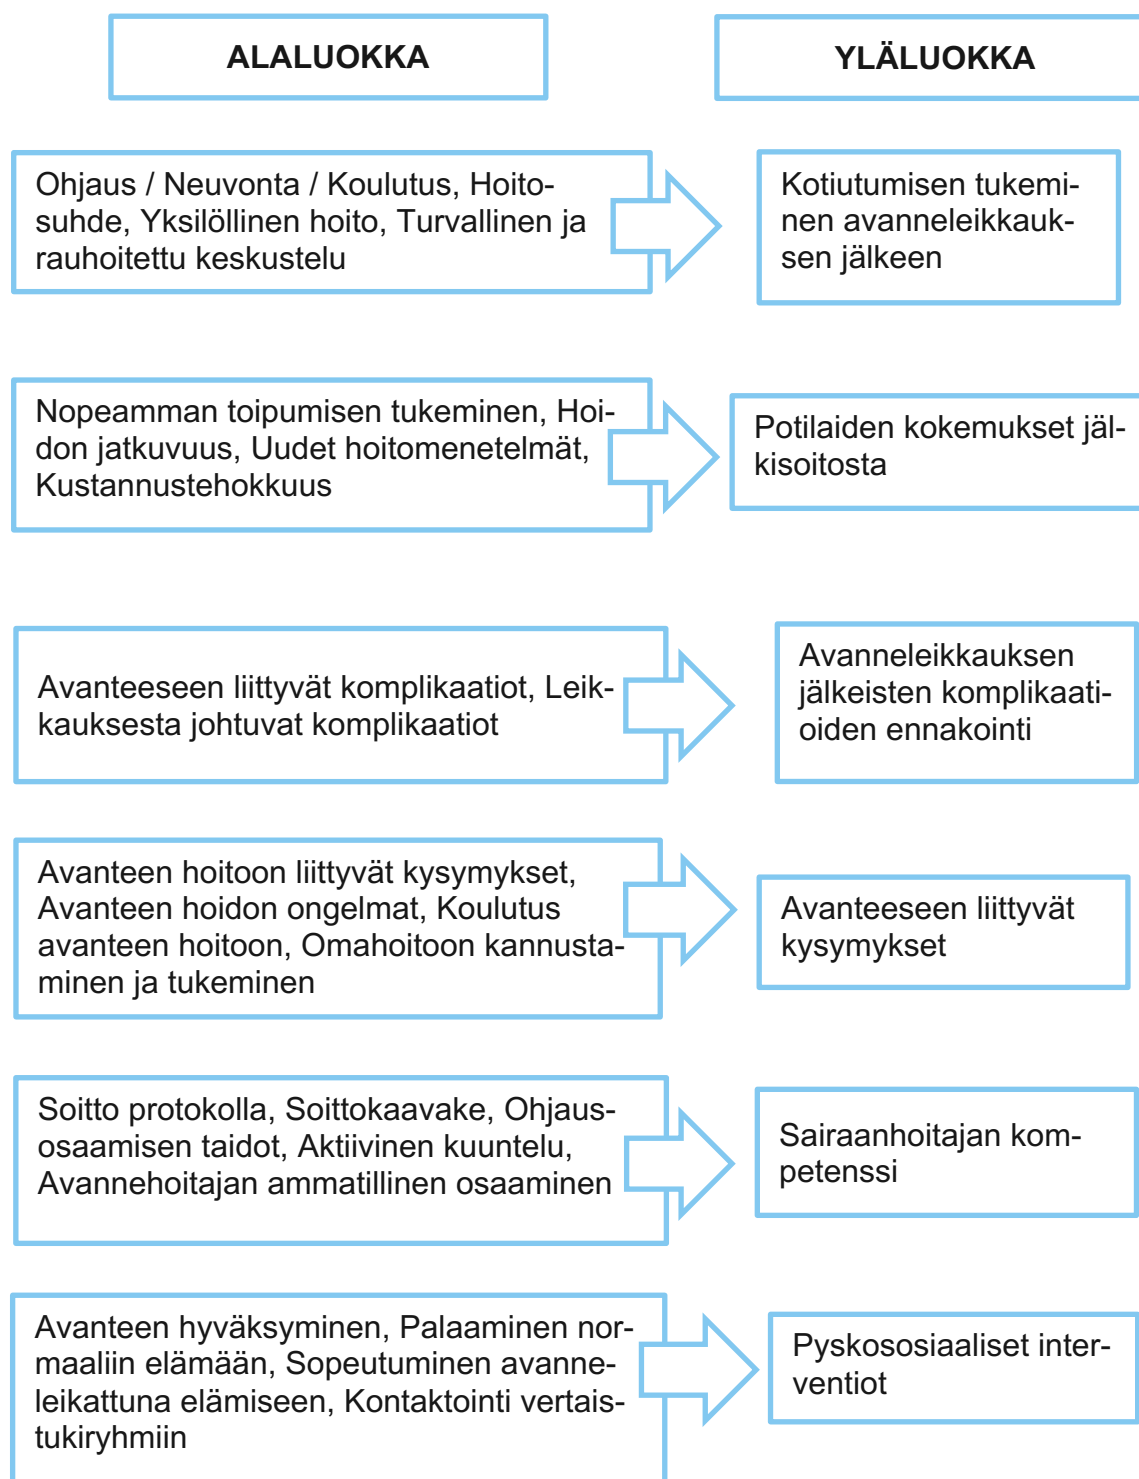 ALALUOKKA
YLÄLUOKKA
Ohjaus / Neuvonta / Koulutus, Hoito-
suhde, Yksilöllinen hoito, Turvallinen ja
rauhoitettu keskustelu
Kotiutumisen tukemi-
nen avanneleikkauk-
sen jälkeen
Nopeamman toipumisen tukeminen, Hoi-
don jatkuvuus, Uudet hoitomenetelmät,
Kustannustehokkuus
Potilaiden kokemukset jäl-
kisoitosta
Avanteeseen liittyvät komplikaatiot, Leik-
kauksesta johtuvat komplikaatiot
Avanneleikkauksen
jälkeisten komplikaati-
oiden ennakointi
Avanteen hoitoon liittyvät kysymykset,
Avanteen hoidon ongelmat, Koulutus
avanteen hoitoon, Omahoitoon kannusta-
minen ja tukeminen
Avanteeseen liittyvät
kysymykset
Soitto protokolla, Soittokaavake, Ohjaus-
osaamisen taidot, Aktiivinen kuuntelu,
Avannehoitajan ammatillinen osaaminen
Sairaanhoitajan kom-
petenssi
Avanteen hyväksyminen, Palaaminen nor-
maaliin elämään, Sopeutuminen avanne-
leikattuna elämiseen, Kontaktointi vertais-
tukiryhmiin
Pyskososiaaliset inter-
ventiot